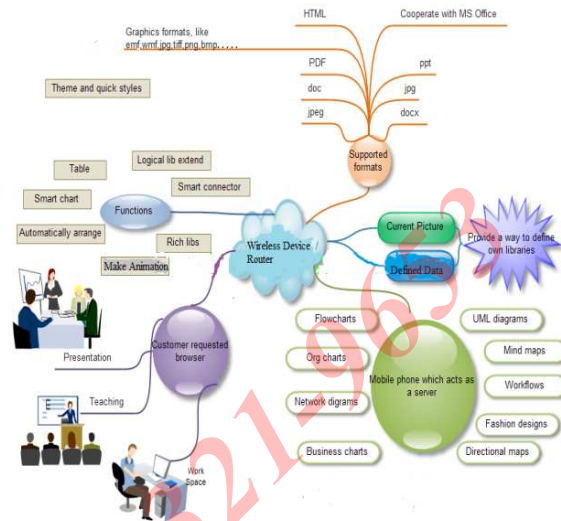 HTML
Cooperate with MS Office
Graphics formats, like
emf,wmf,jpg,tiff,png,bmp.....
PDF
ppt
doc
jpg
jpeg
docx
Theme and quick styles
Supported
formats
Logical lib extend
Table
Smart connector
Smart chart
Functions
Automatically arrange
Rich libs
Make Animation
Wireless Device /
Router
Current Picture
Defined Data
Provide a way to define
own libraries
Customer requested
browser
Presentation
Teaching
Work
Space
Flowcharts
Org charts
Network digrams
Business charts
Mobile phone which acts as
a server
UML diagrams
Mind maps
Workflows
Fashion designs
Directional maps
321-9653